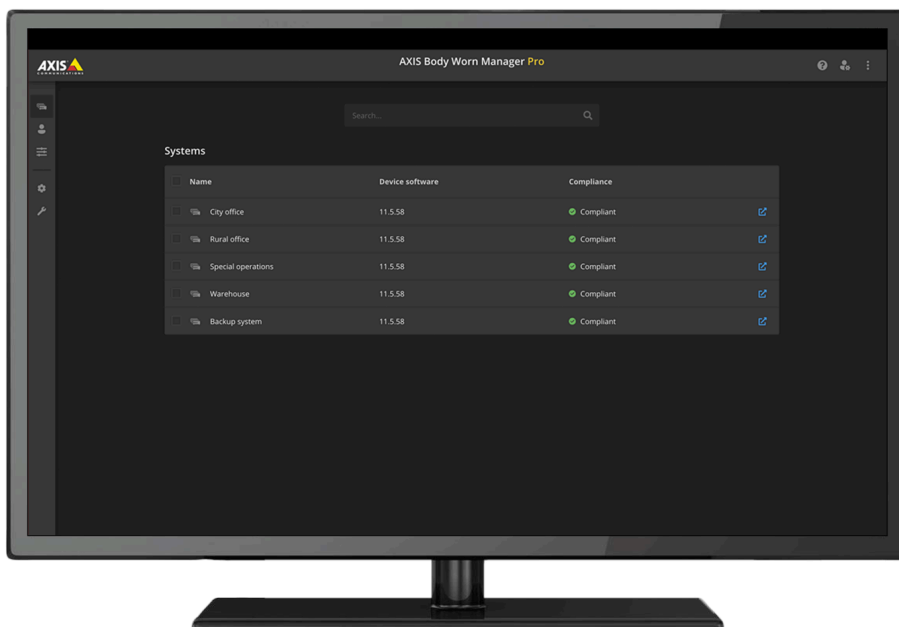 AXIS
COMMUNICATIONS
AXIS Body Worn Manager Pro
Search...
Systems
Name Device software Compliance
City office 11.5.58 Compliant
Rural office 11.5.58 Compliant
Special operations 11.5.58 Compliant
Warehouse 11.5.58 Compliant
Backup system 11.5.58 Compliant